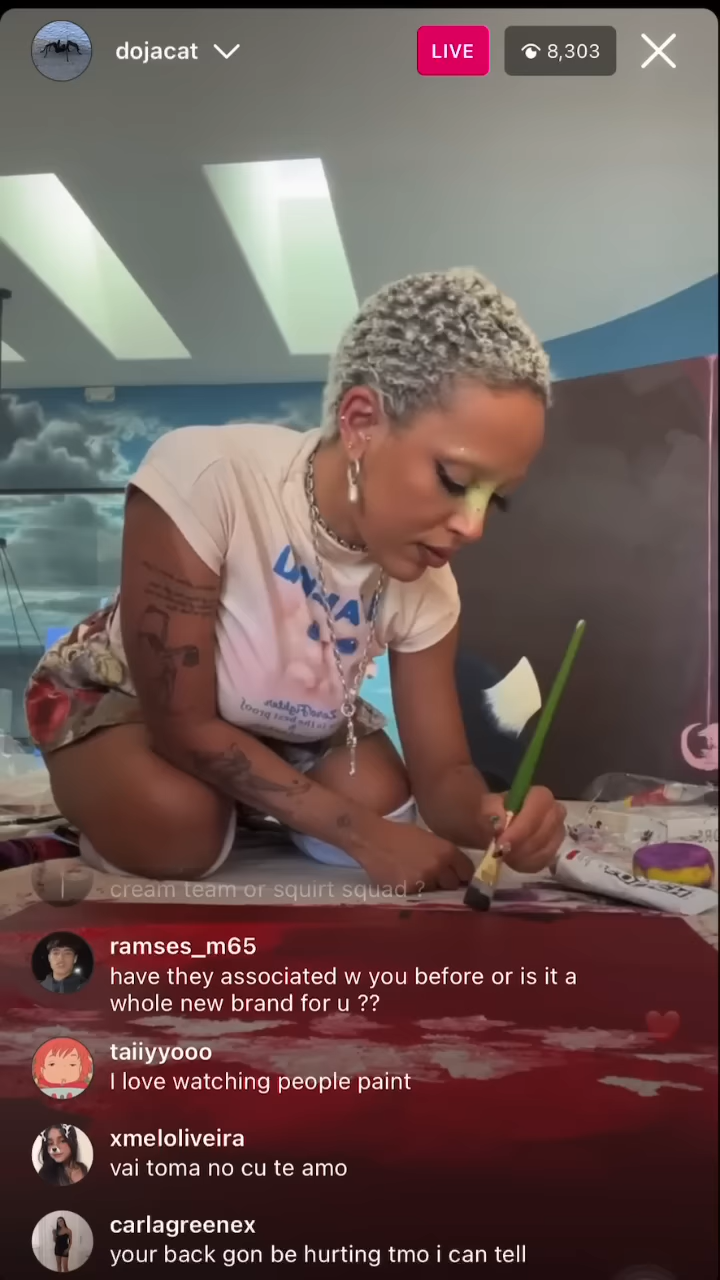 dojacat
LIVE
8,303
cream team or squirt squad ?
ramses_m65
have they associated w you before or is it a
whole new brand for u ??
taiiyyooo
I love watching people paint
xmeloliveira
vai toma no cu te amo
carlagreenex
your back gon be hurting tmo i can tell